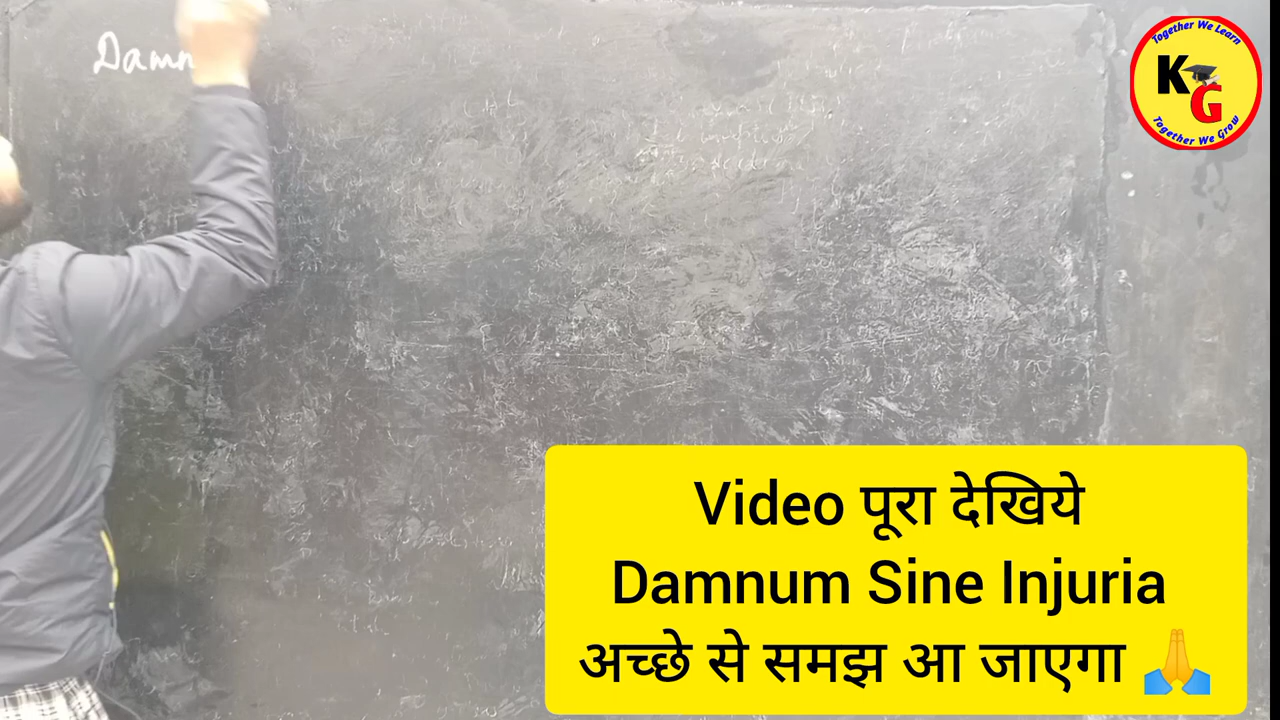 Damn
Together We Learn
KG
Together We Grow
Video पूरा देखिये
Damnum Sine Injuria
अच्छे से समझ आ जाएगा 🙏